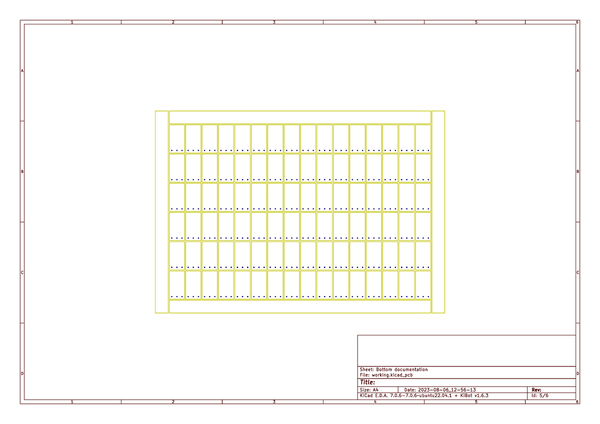 1 2 3 4 5 6
A A
B B
C C
D D
Sheet: Bottom documentation
File: working.kicad_pcb
Title:
Size: A4 Date: 2023-08-06_12-56-13 Rev:
KiCad E.D.A. 7.0.6-7.0.6~ubuntu22.04.1 + KiBot v1.6.3 Id: 5/6
1 2 3 4 5 6